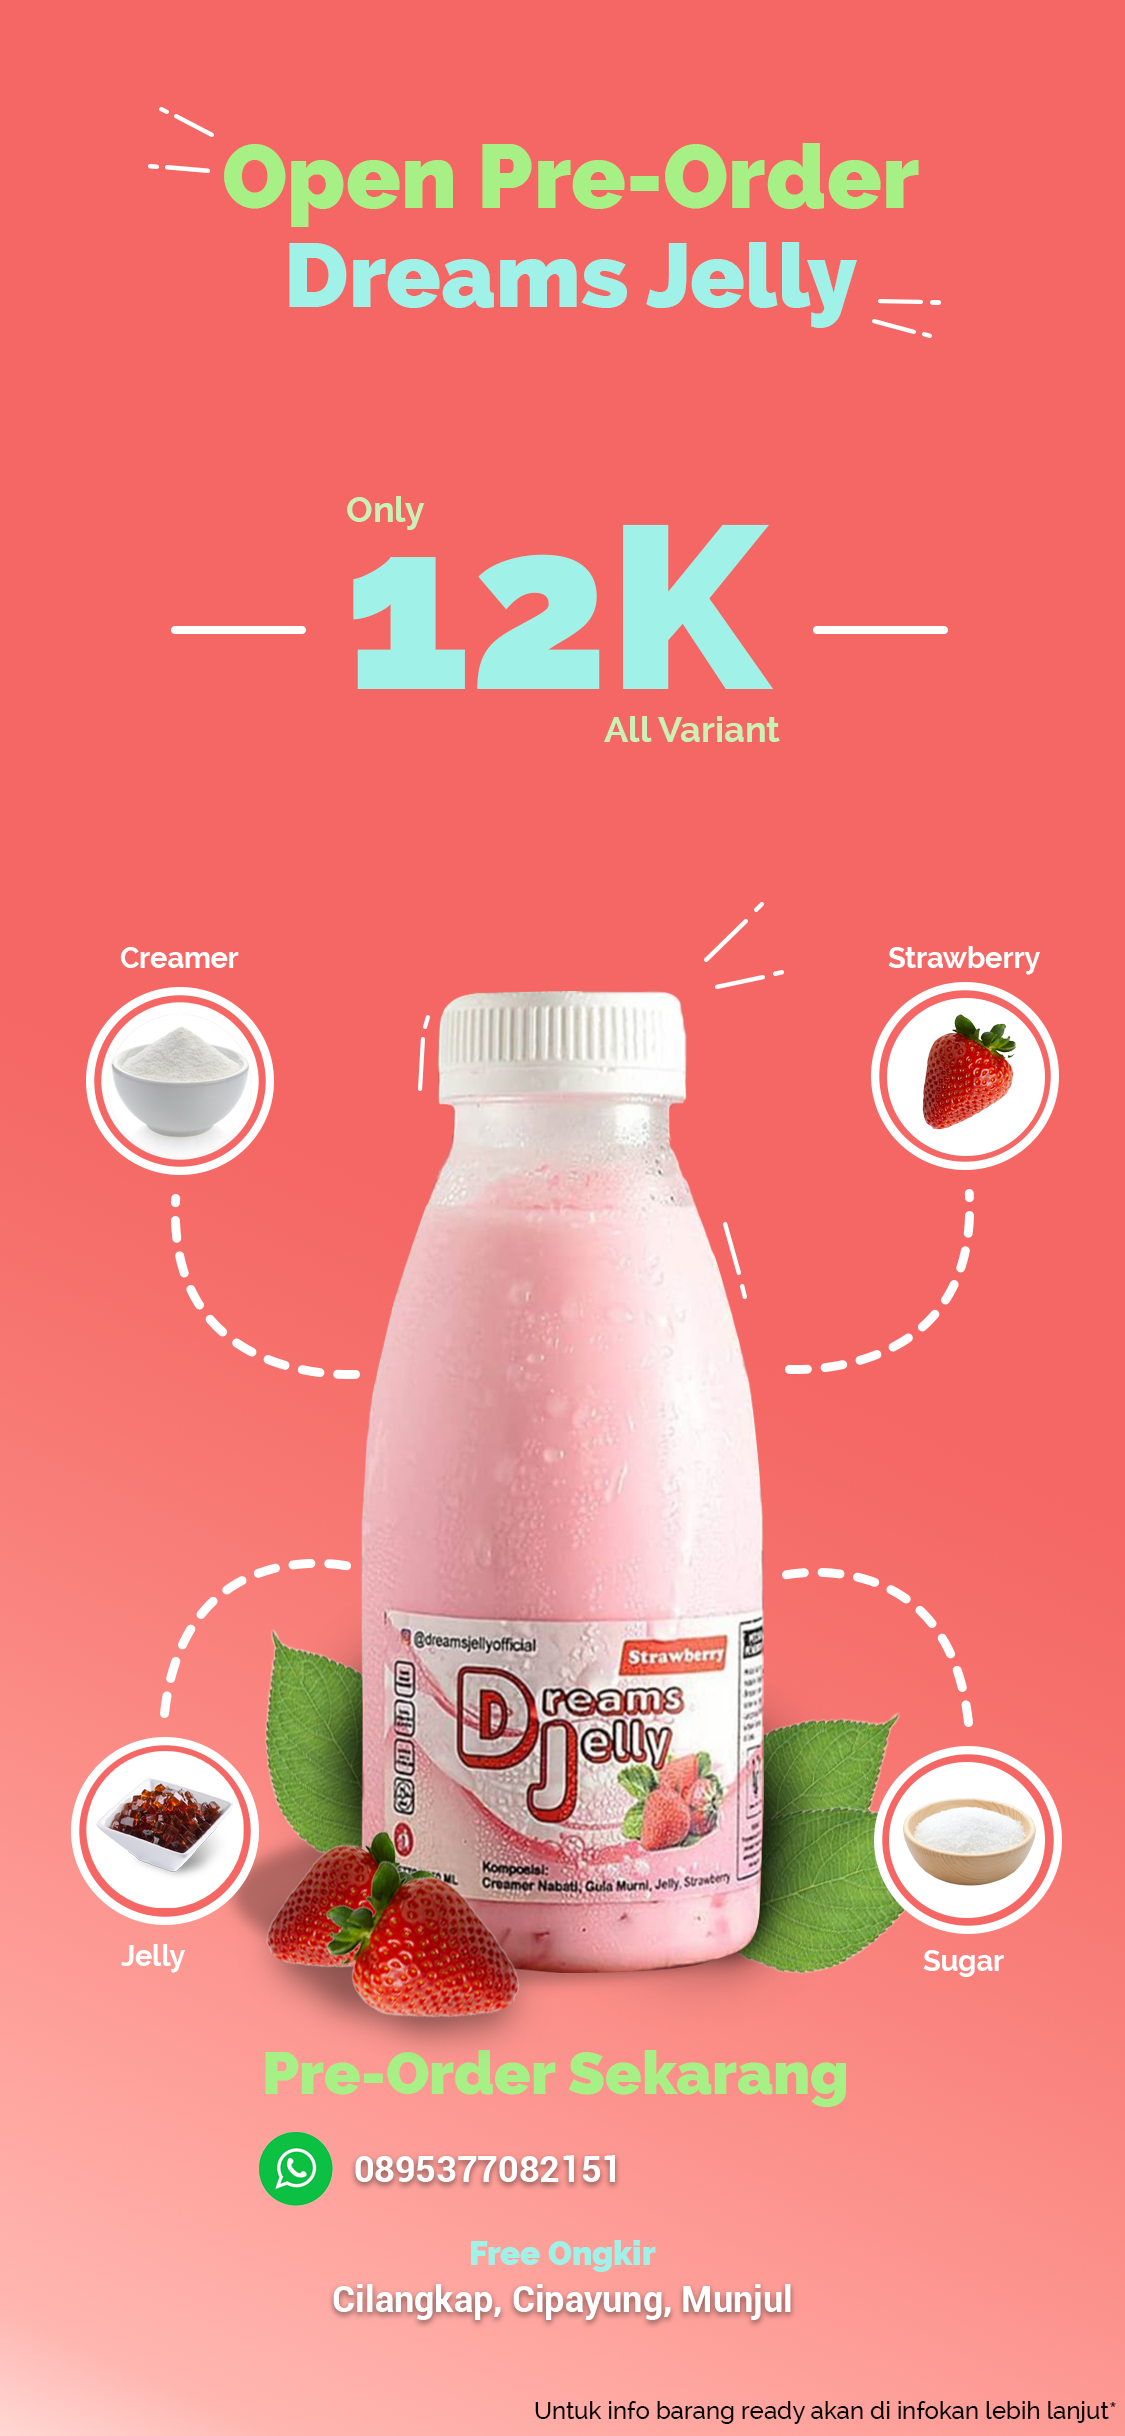 Open Pre-Order
Dreams Jelly
Only
12K
All Variant
Creamer
Strawberry
@dreamsjellyofficial
Strawberry
Dreams
Jelly
ML
Komposisi:
Creamer Nabati, Gula Murni, Jelly, Strawberry
Jelly
Sugar
Pre-Order Sekarang
0895377082151
Free Ongkir
Cilangkap, Cipayung, Munjul
Untuk info barang ready akan di infokan lebih lanjut*